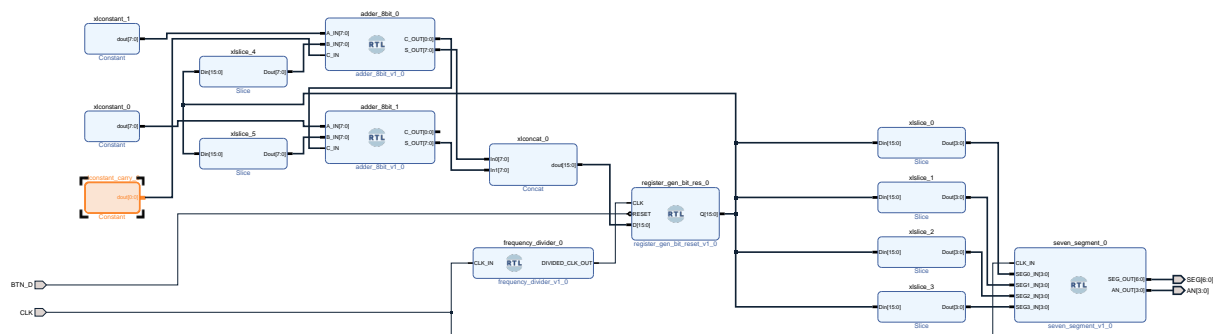 xlconstant_1
dout[7:0]
Constant
xlslice_4
Din[15:0]
Dout[7:0]
Slice
adder_8bit_0
A_IN[7:0]
B_IN[7:0]
C_IN
RTL
C_OUT[0:0]
S_OUT[7:0]
adder_8bit_v1_0
xlconstant_0
dout[7:0]
Constant
xlslice_5
Din[15:0]
Dout[7:0]
Slice
adder_8bit_1
A_IN[7:0]
B_IN[7:0]
C_IN
RTL
C_OUT[0:0]
S_OUT[7:0]
adder_8bit_v1_0
constant_carry
dout[0:0]
Constant
xlconcat_0
In0[7:0]
In1[7:0]
dout[15:0]
Concat
register_gen_bit_res_0
CLK
RESET
D[15:0]
RTL
Q[15:0]
register_gen_bit_reset_v1_0
frequency_divider_0
CLK_IN
DIVIDED_CLK_OUT
RTL
frequency_divider_v1_0
BTN_D
CLK
xlslice_0
Din[15:0]
Dout[3:0]
Slice
xlslice_1
Din[15:0]
Dout[3:0]
Slice
xlslice_2
Din[15:0]
Dout[3:0]
Slice
xlslice_3
Din[15:0]
Dout[3:0]
Slice
seven_segment_0
CLK_IN
SEG0_IN[3:0]
SEG1_IN[3:0]
SEG2_IN[3:0]
SEG3_IN[3:0]
RTL
SEG_OUT[6:0]
AN_OUT[3:0]
seven_segment_v1_0
SEG[6:0]
AN[3:0]